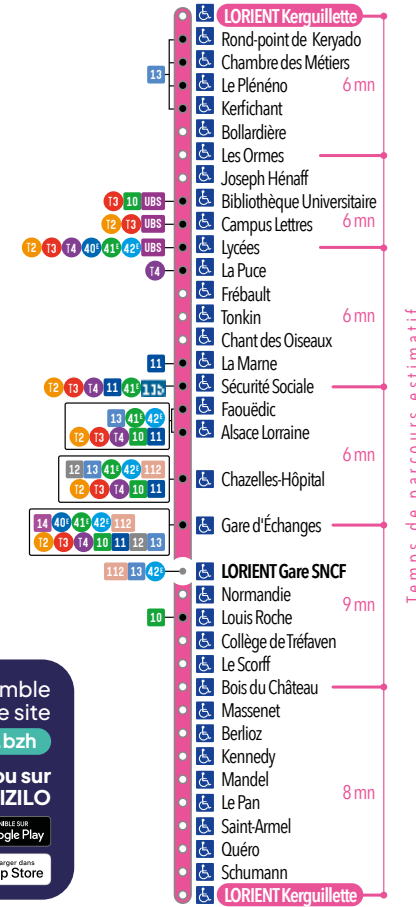 LORIENT Kerguillette
Rond-point de Keryado
Chambre des Métiers
13
Le Plénéno
6 mn
Kerfichant
Bollardière
Les Ormes
Joseph Hénaff
T3 10 UBS
Bibliothèque Universitaire
T2 T3 UBS
Campus Lettres
6 mn
T2 T3 T4 40E 41E 42E UBS
Lycées
T4
La Puce
Frébault
Tonkin
6 mn
Chant des Oiseaux
11
La Marne
T2 T3 T4 11 41E
Sécurité Sociale
13 41E 42E
Faouëdic
T2 T3 T4 10 11
Alsace Lorraine
6 mn
12 13 41E 42E 112
T2 T3 T4 10 11
Chazelles-Hôpital
14 40E 41E 42E 112
T2 T3 T4 10 11 12 13
Gare d'Échanges
112 13 42E
LORIENT Gare SNCF
Normandie
9 mn
10
Louis Roche
Collège de Tréfaven
Le Scorff
Bois du Château
Massenet
Berlioz
Kennedy
Mandel
8 mn
Le Pan
Saint-Armel
Quéro
Schumann
LORIENT Kerguillette
Temps de parcours estimatif
mble
e site
.bzh
ou sur
IZILO
NIBLE SUR
gle Play
arger dans
p Store